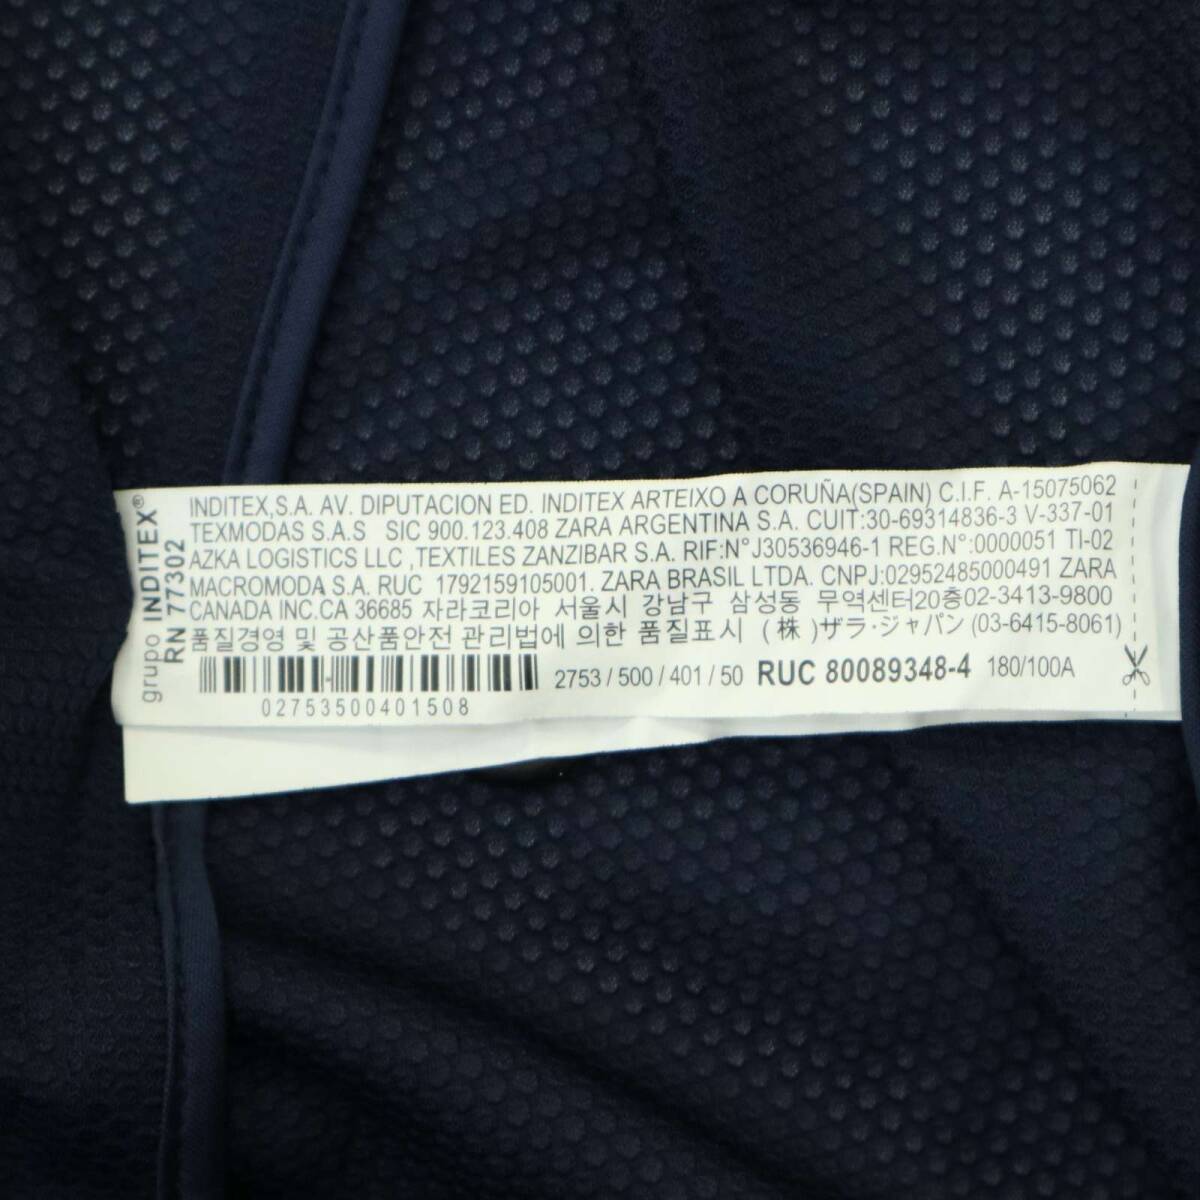 grupo INDITEX®
RN 77302
INDITEX,S.A. AV. DIPUTACION ED. INDITEX ARTEIXO A CORUÑA(SPAIN) C.I.F. A-15075062
TEXMODAS S.A.S SIC 900.123.408 ZARA ARGENTINA S.A. CUIT:30-69314836-3 V-337-01
AZKA LOGISTICS LLC ,TEXTILES ZANZIBAR S.A. RIF:N°J30536946-1 REG.N°:0000051 TI-02
MACROMODA S.A. RUC 1792159105001. ZARA BRASIL LTDA. CNPJ:02952485000491 ZARA
CANADA INC.CA 36685 자라코리아 서울시 강남구 삼성동 무역센터20층02-3413-9800
품질경영 및 공산품안전 관리법에 의한 품질표시 (株)ザラ·ジャパン (03-6415-8061)
2753 / 500 / 401 / 50 RUC 80089348-4 180/100A
02753500401508